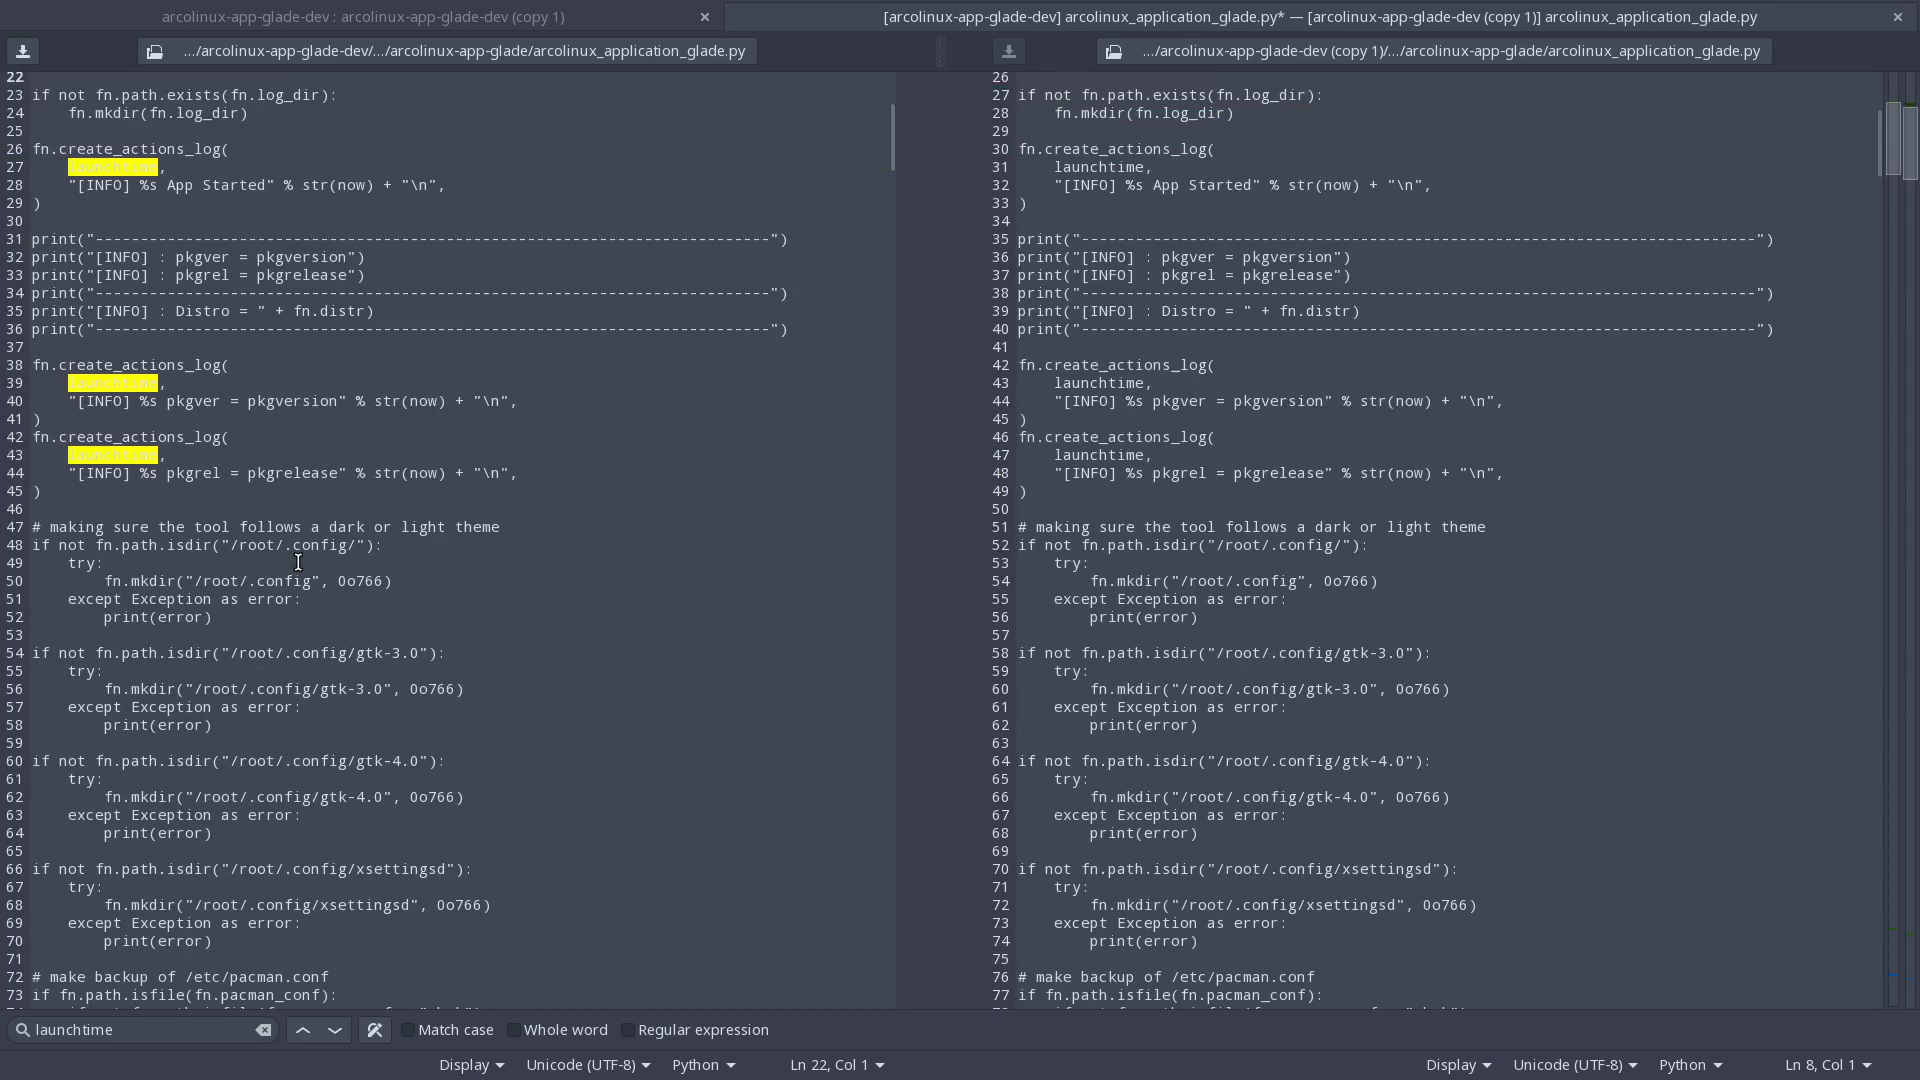 arcolinux-app-glade-dev : arcolinux-app-glade-dev (copy 1)
[arcolinux-app-glade-dev] arcolinux_application_glade.py* — [arcolinux-app-glade-dev (copy 1)] arcolinux_application_glade.py
.../arcolinux-app-glade-dev/.../arcolinux-app-glade/arcolinux_application_glade.py
22
23 if not fn.path.exists(fn.log_dir):
24     fn.mkdir(fn.log_dir)
25
26 fn.create_actions_log(
27     launchtime,
28     "[INFO] %s App Started" % str(now) + "\n",
29 )
30
31 print("---------------------------------------------------------------------------")
32 print("[INFO] : pkgver = pkgversion")
33 print("[INFO] : pkgrel = pkgrelease")
34 print("---------------------------------------------------------------------------")
35 print("[INFO] : Distro = " + fn.distr)
36 print("---------------------------------------------------------------------------")
37
38 fn.create_actions_log(
39     launchtime,
40     "[INFO] %s pkgver = pkgversion" % str(now) + "\n",
41 )
42 fn.create_actions_log(
43     launchtime,
44     "[INFO] %s pkgrel = pkgrelease" % str(now) + "\n",
45 )
46
47 # making sure the tool follows a dark or light theme
48 if not fn.path.isdir("/root/.config/"):
49     try:
50         fn.mkdir("/root/.config", 0o766)
51     except Exception as error:
52         print(error)
53
54 if not fn.path.isdir("/root/.config/gtk-3.0"):
55     try:
56         fn.mkdir("/root/.config/gtk-3.0", 0o766)
57     except Exception as error:
58         print(error)
59
60 if not fn.path.isdir("/root/.config/gtk-4.0"):
61     try:
62         fn.mkdir("/root/.config/gtk-4.0", 0o766)
63     except Exception as error:
64         print(error)
65
66 if not fn.path.isdir("/root/.config/xsettingsd"):
67     try:
68         fn.mkdir("/root/.config/xsettingsd", 0o766)
69     except Exception as error:
70         print(error)
71
72 # make backup of /etc/pacman.conf
73 if fn.path.isfile(fn.pacman_conf):
.../arcolinux-app-glade-dev (copy 1)/.../arcolinux-app-glade/arcolinux_application_glade.py
26
27 if not fn.path.exists(fn.log_dir):
28     fn.mkdir(fn.log_dir)
29
30 fn.create_actions_log(
31     launchtime,
32     "[INFO] %s App Started" % str(now) + "\n",
33 )
34
35 print("---------------------------------------------------------------------------")
36 print("[INFO] : pkgver = pkgversion")
37 print("[INFO] : pkgrel = pkgrelease")
38 print("---------------------------------------------------------------------------")
39 print("[INFO] : Distro = " + fn.distr)
40 print("---------------------------------------------------------------------------")
41
42 fn.create_actions_log(
43     launchtime,
44     "[INFO] %s pkgver = pkgversion" % str(now) + "\n",
45 )
46 fn.create_actions_log(
47     launchtime,
48     "[INFO] %s pkgrel = pkgrelease" % str(now) + "\n",
49 )
50
51 # making sure the tool follows a dark or light theme
52 if not fn.path.isdir("/root/.config/"):
53     try:
54         fn.mkdir("/root/.config", 0o766)
55     except Exception as error:
56         print(error)
57
58 if not fn.path.isdir("/root/.config/gtk-3.0"):
59     try:
60         fn.mkdir("/root/.config/gtk-3.0", 0o766)
61     except Exception as error:
62         print(error)
63
64 if not fn.path.isdir("/root/.config/gtk-4.0"):
65     try:
66         fn.mkdir("/root/.config/gtk-4.0", 0o766)
67     except Exception as error:
68         print(error)
69
70 if not fn.path.isdir("/root/.config/xsettingsd"):
71     try:
72         fn.mkdir("/root/.config/xsettingsd", 0o766)
73     except Exception as error:
74         print(error)
75
76 # make backup of /etc/pacman.conf
77 if fn.path.isfile(fn.pacman_conf):
launchtime Match case Whole word Regular expression
Display Unicode (UTF-8) Python Ln 22, Col 1 Display Unicode (UTF-8) Python Ln 8, Col 1